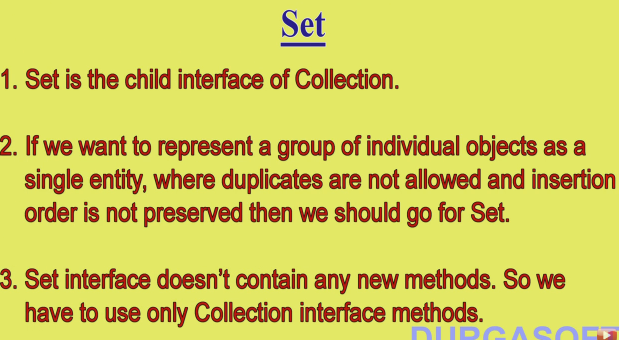 Set
1. Set is the child interface of Collection.
2. If we want to represent a group of individual objects as a
single entity, where duplicates are not allowed and insertion
order is not preserved then we should go for Set.
3. Set interface doesn't contain any new methods. So we
have to use only Collection interface methods.